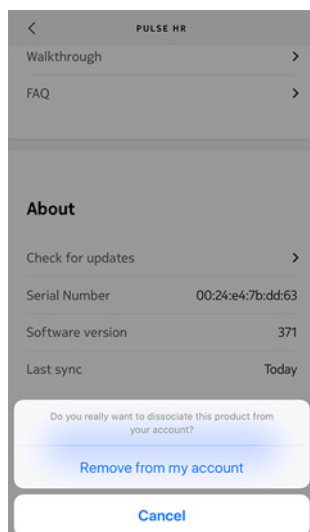 PULSE HR
Walkthrough
FAQ
About
Check for updates
Serial Number 00:24:e4:7b:dd:63
Software version 371
Last sync Today
Do you really want to dissociate this product from
your account?
Remove from my account
Cancel